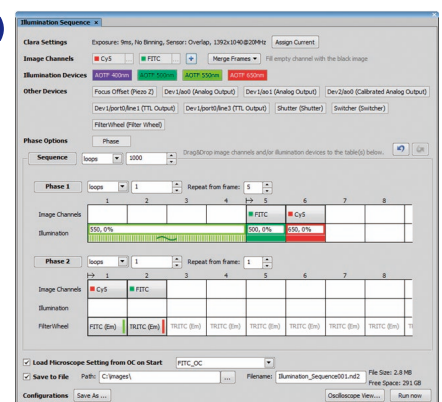 Illumination Sequence ×
Clara Settings Exposure: 9ms, No Binning, Sensor: Overlap, 1392x1040@20MHz Assign Current
Image Channels Cy5 ... FITC ... + Merge Frames Fill empty channel with the black image
Illumination Devices AOTF 400nm AOTF 500nm AOTF 550nm AOTF 650nm
Other Devices Focus Offset (Piezo Z) Dev1/ao0 (Analog Output) Dev1/ao1 (Analog Output) Dev2/ao0 (Calibrated Analog Output)
Dev1/port0/line1 (TTL Output) Dev1/port0/line3 (TTL Output) Shutter (Shutter) Switcher (Switcher)
FilterWheel (Filter Wheel)
Phase Options Phase
Sequence loops 1000 Drag&Drop image channels and/or illumination devices to the table(s) below.
Phase 1 loops 1 Repeat from frame: 5
1 2 3 4 5 6 7 8
Image Channels FITC Cy5
Illumination 550, 0% 500, 0% 650, 0%
Phase 2 loops 1 Repeat from frame: 1
1 2 3 4 5 6 7 8
Image Channels Cy5 FITC
Illumination
FilterWheel FITC (Em) TRITC (Em) TRITC (Em) TRITC (Em) TRITC (Em) TRITC (Em) TRITC (Em) TRITC (Em)
Load Microscope Setting from OC on Start FITC_OC
Save to File Path: C:\images\ ... Filename: Illumination_Sequence001.nd2 File Size: 2.8 MB
Free Space: 291 GB
Configurations Save As ... Oscilloscope View... Run now